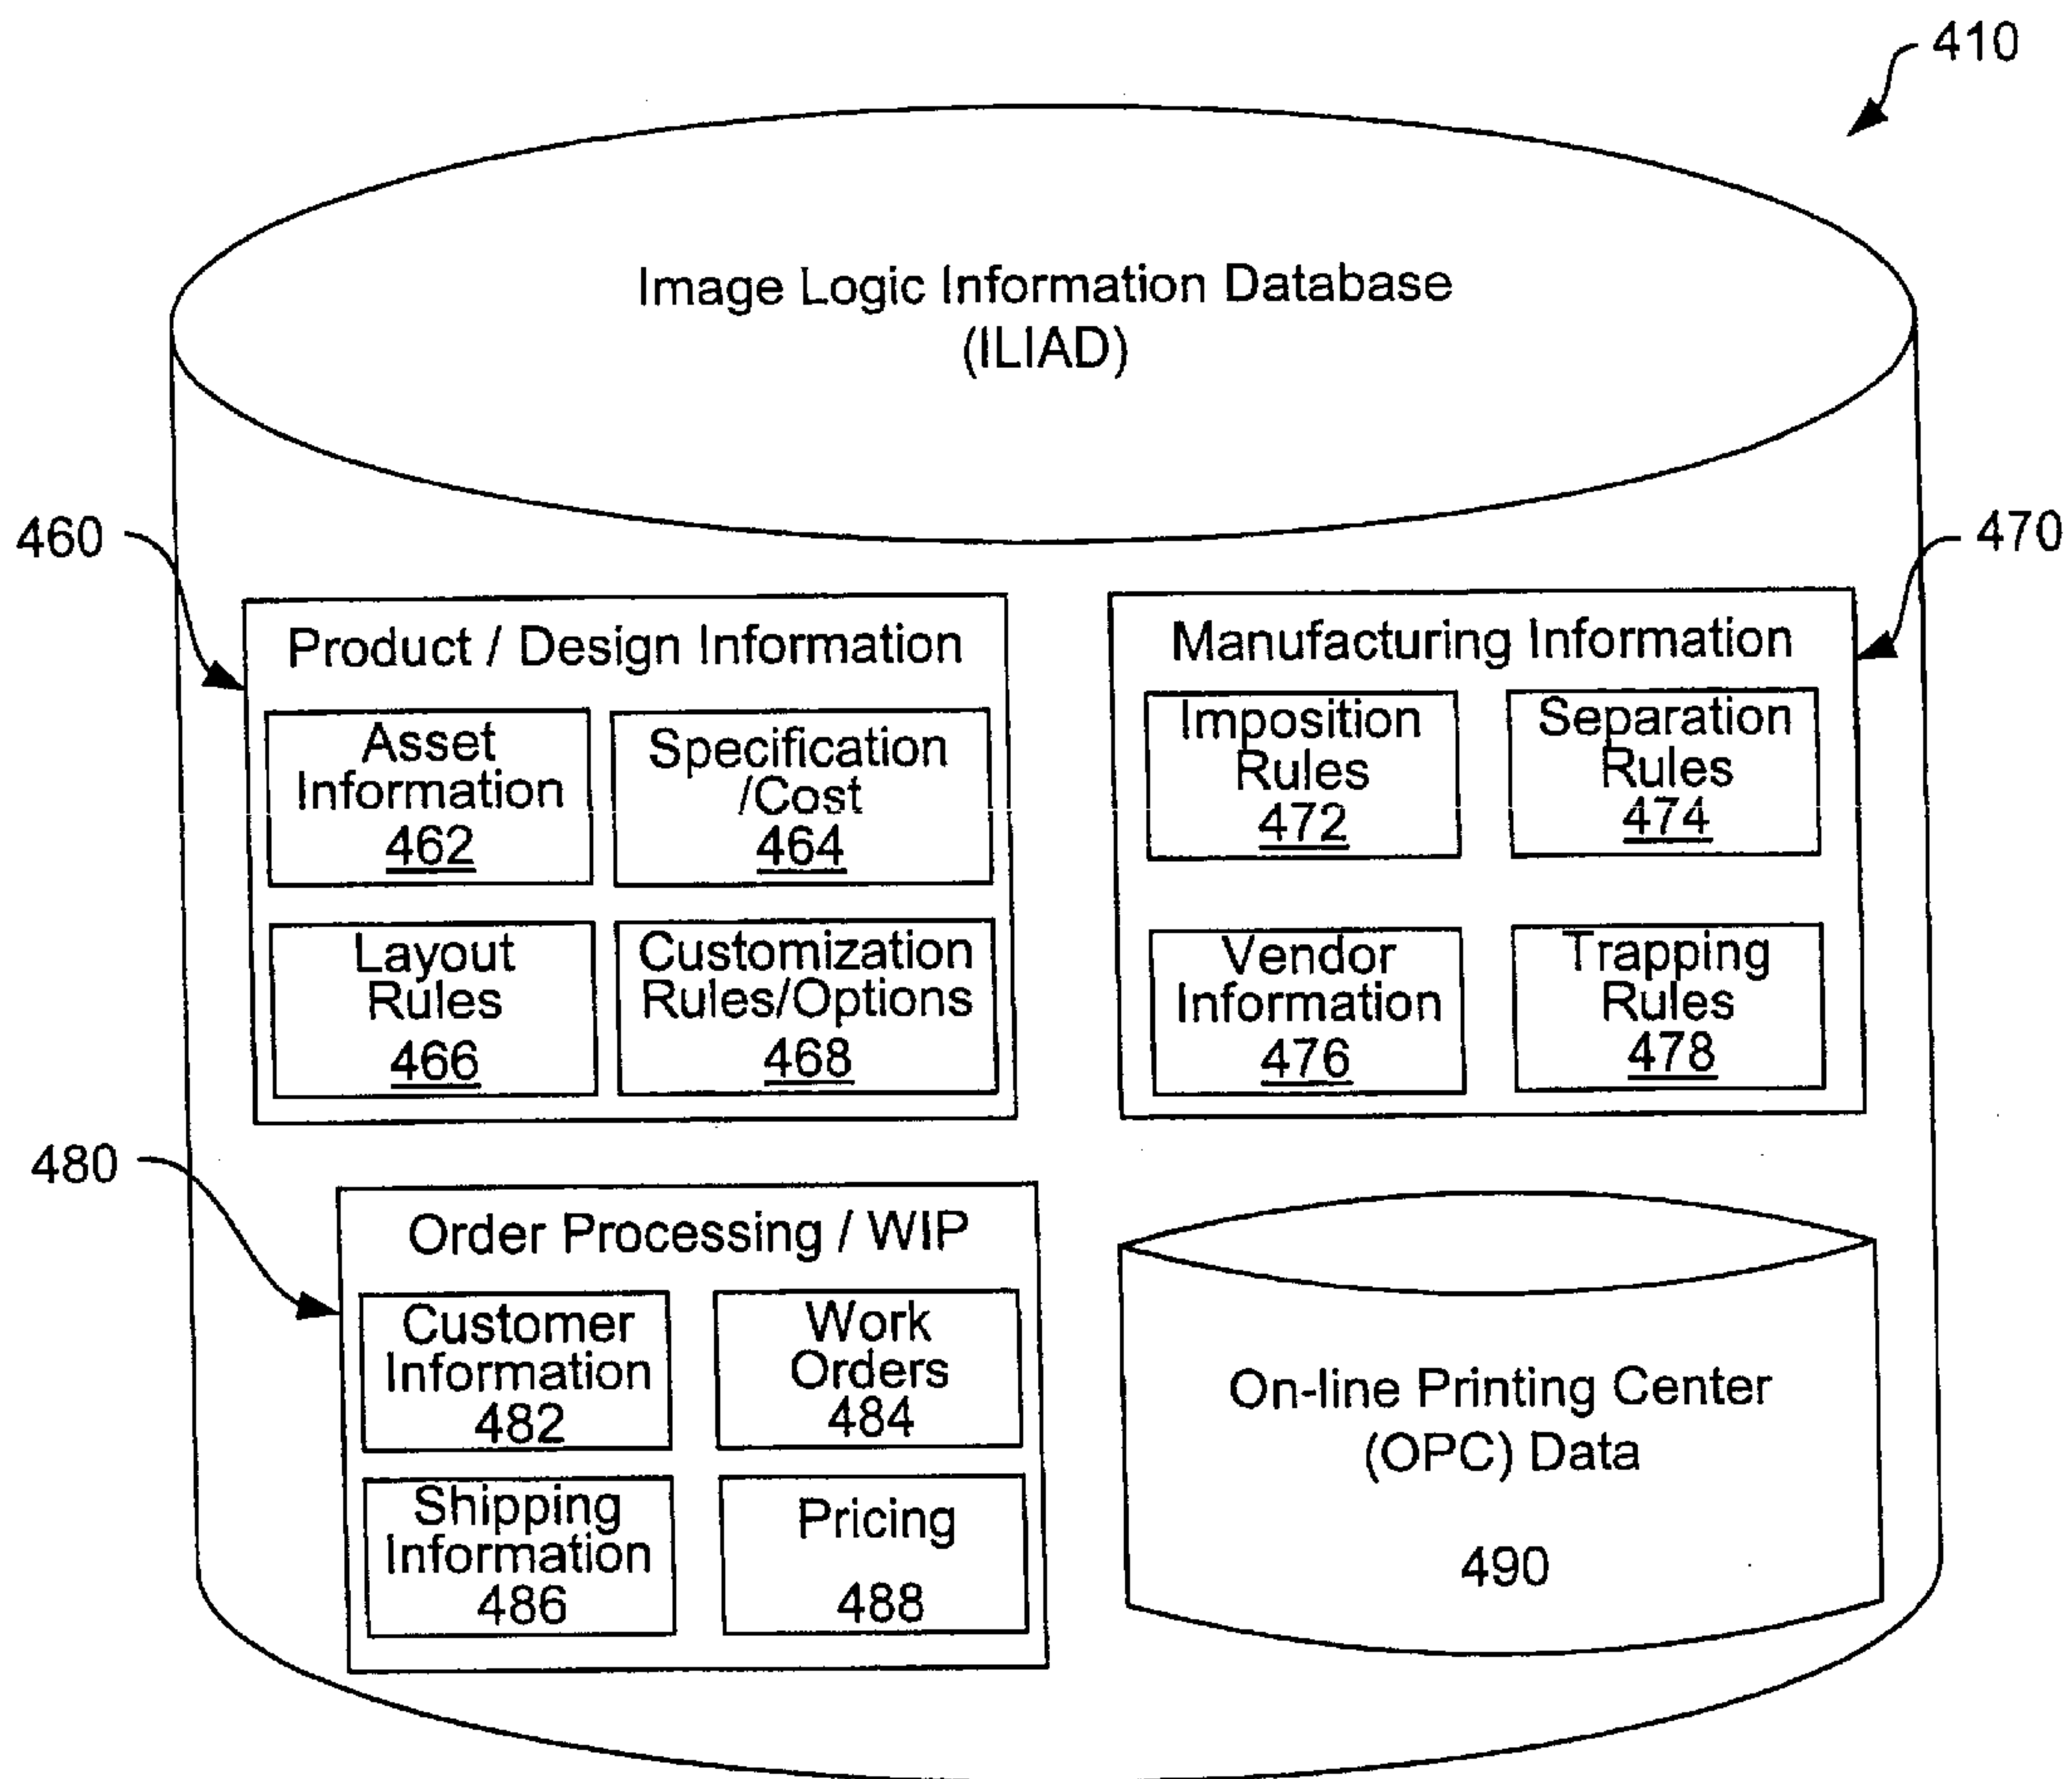 410
Image Logic Information Database
(ILIAD)
460
470
Product / Design Information
Asset
Information
462
Specification
/Cost
464
Layout
Rules
466
Customization
Rules/Options
468
Manufacturing Information
Imposition
Rules
472
Separation
Rules
474
Vendor
Information
476
Trapping
Rules
478
480
Order Processing / WIP
Customer
Information
482
Work
Orders
484
Shipping
Information
486
Pricing
488
On-line Printing Center
(OPC) Data
490